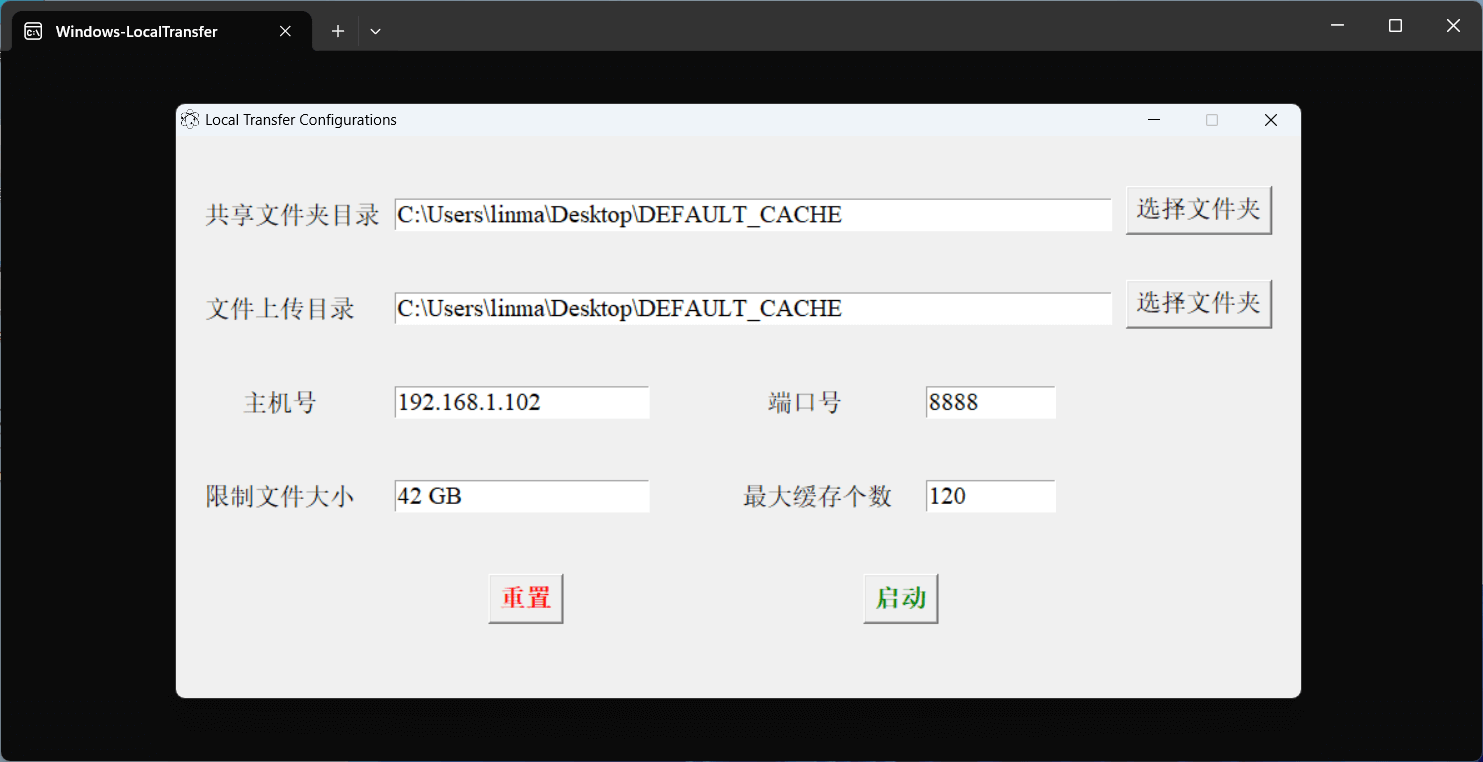 Windows-LocalTransfer
Local Transfer Configurations
共享文件夹目录 C:\Users\linma\Desktop\DEFAULT_CACHE 选择文件夹
文件上传目录 C:\Users\linma\Desktop\DEFAULT_CACHE 选择文件夹
主机号 192.168.1.102 端口号 8888
限制文件大小 42 GB 最大缓存个数 120
重置 启动